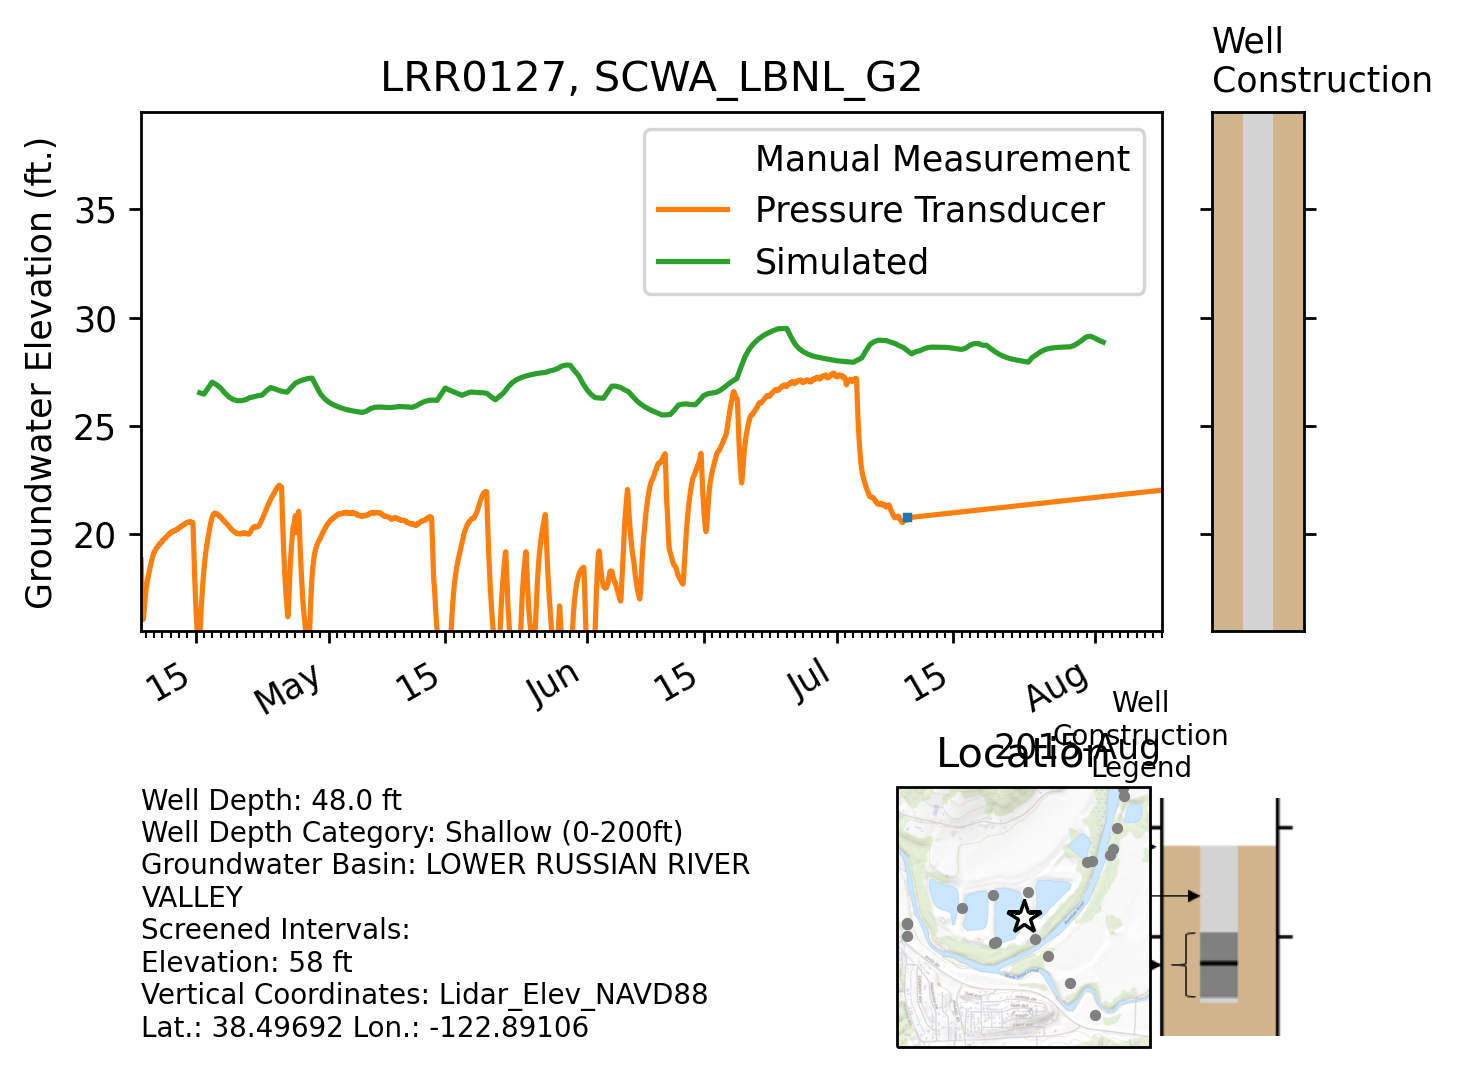 Well
Construction
LRR0127, SCWA_LBNL_G2
Groundwater Elevation (ft.)
35
30
25
20
Manual Measurement
Pressure Transducer
Simulated
15
May
15
Jun
15
Jul
15
Aug
2015-Aug
Location
Well
Construction
Legend
Well Depth: 48.0 ft
Well Depth Category: Shallow (0-200ft)
Groundwater Basin: LOWER RUSSIAN RIVER
VALLEY
Screened Intervals:
Elevation: 58 ft
Vertical Coordinates: Lidar_Elev_NAVD88
Lat.: 38.49692 Lon.: -122.89106